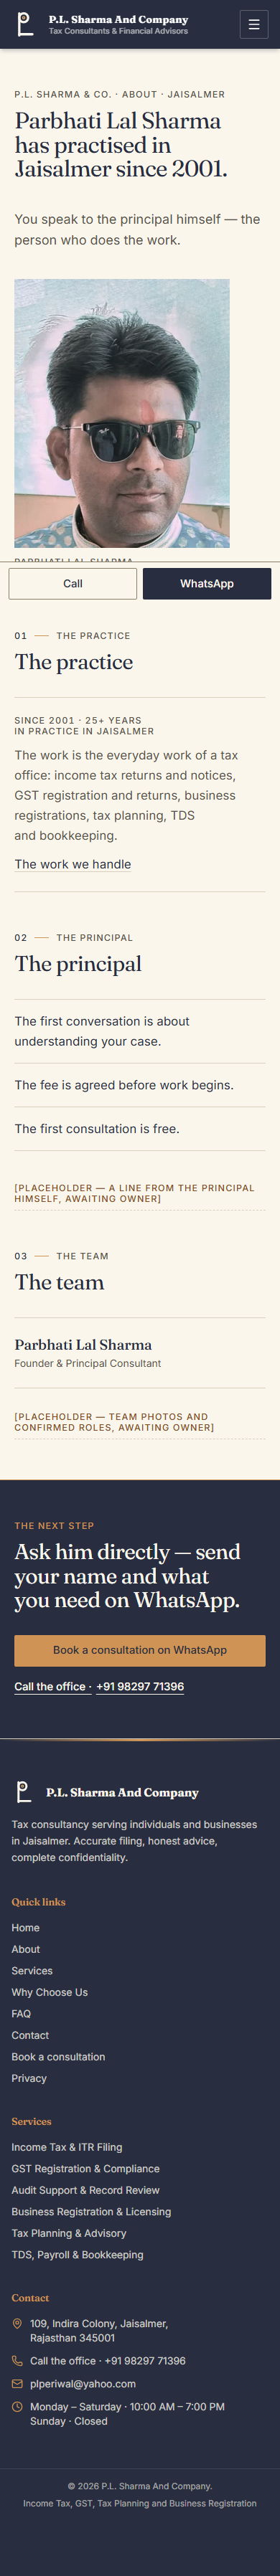 P.L. Sharma And Company
Tax Consultants & Financial Advisors
P.L. SHARMA & CO. · ABOUT · JAISALMER
Parbhati Lal Sharma
has practised in
Jaisalmer since 2001.
You speak to the principal himself — the
person who does the work.
PARBHATI LAL SHARMA
Call
WhatsApp
01 — THE PRACTICE
The practice
SINCE 2001 · 25+ YEARS
IN PRACTICE IN JAISALMER
The work is the everyday work of a tax
office: income tax returns and notices,
GST registration and returns, business
registrations, tax planning, TDS
and bookkeeping.
The work we handle
02 — THE PRINCIPAL
The principal
The first conversation is about
understanding your case.
The fee is agreed before work begins.
The first consultation is free.
[PLACEHOLDER — A LINE FROM THE PRINCIPAL
HIMSELF, AWAITING OWNER]
03 — THE TEAM
The team
Parbhati Lal Sharma
Founder & Principal Consultant
[PLACEHOLDER — TEAM PHOTOS AND
CONFIRMED ROLES, AWAITING OWNER]
THE NEXT STEP
Ask him directly — send
your name and what
you need on WhatsApp.
Book a consultation on WhatsApp
Call the office · +91 98297 71396
P.L. Sharma And Company
Tax consultancy serving individuals and businesses
in Jaisalmer. Accurate filing, honest advice,
complete confidentiality.
Quick links
Home
About
Services
Why Choose Us
FAQ
Contact
Book a consultation
Privacy
Services
Income Tax & ITR Filing
GST Registration & Compliance
Audit Support & Record Review
Business Registration & Licensing
Tax Planning & Advisory
TDS, Payroll & Bookkeeping
Contact
109, Indira Colony, Jaisalmer,
Rajasthan 345001
Call the office · +91 98297 71396
plperiwal@yahoo.com
Monday – Saturday · 10:00 AM – 7:00 PM
Sunday · Closed
© 2026 P.L. Sharma And Company.
Income Tax, GST, Tax Planning and Business Registration